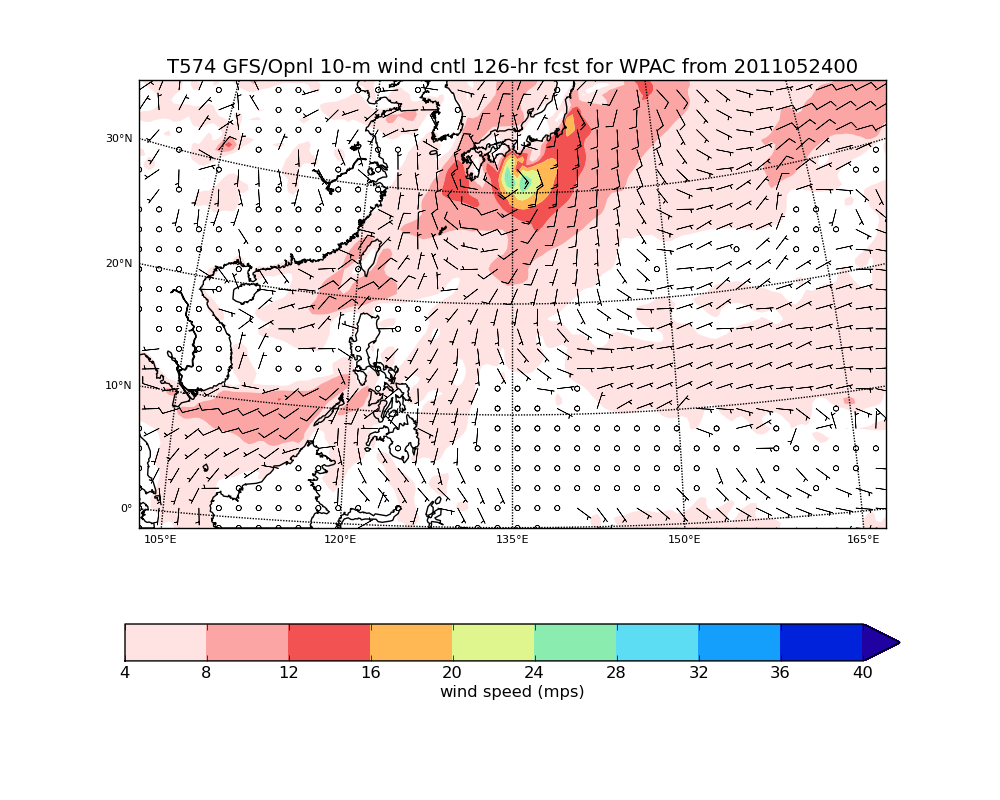 T574 GFS/Opnl 10-m wind cntl 126-hr fcst for WPAC from 2011052400
30°N
20°N
10°N
0°
105°E 120°E 135°E 150°E 165°E
4 8 12 16 20 24 28 32 36 40
wind speed (mps)